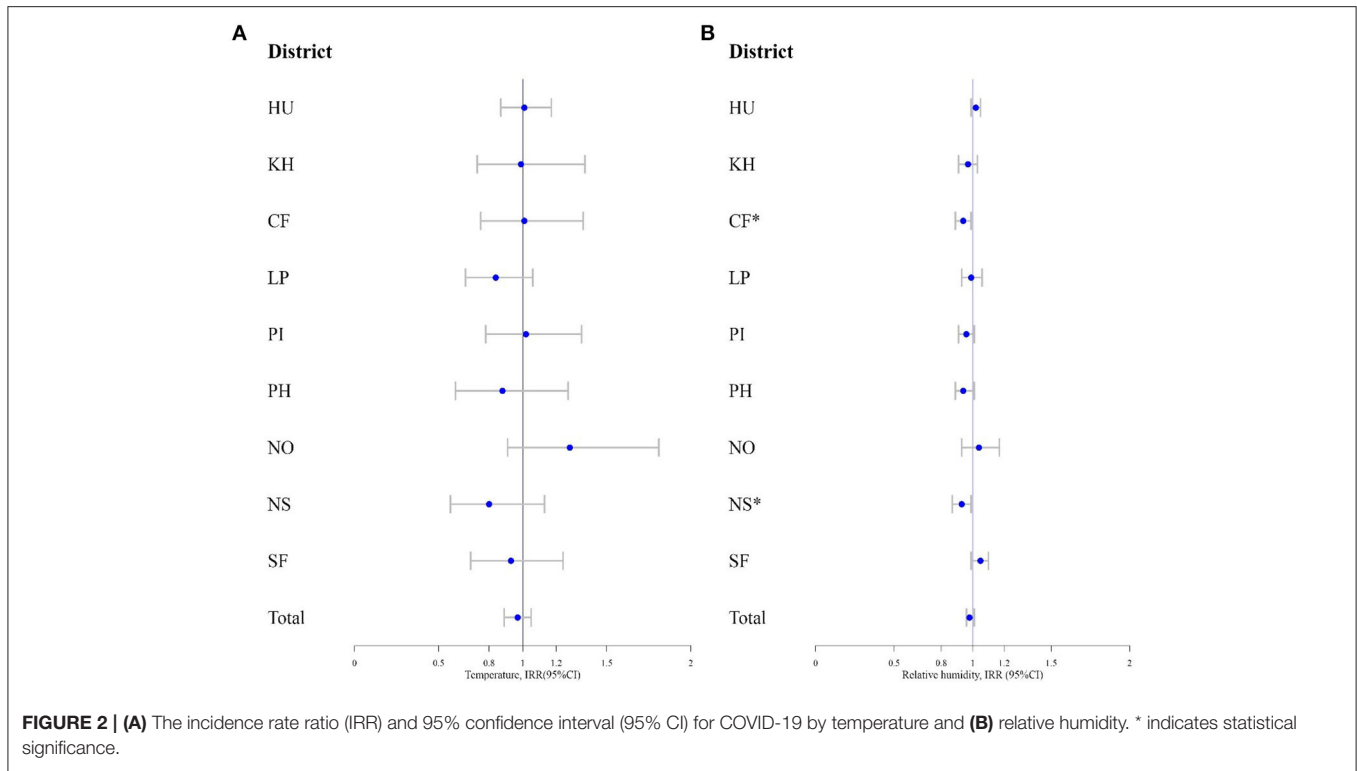 A
District
HU
KH
CF
LP
PI
PH
NO
NS
SF
Total
0 0.5 0.8 1 1.2 1.5 2
Temperature, IRR(95%CI)
B
District
HU
KH
CF*
LP
PI
PH
NO
NS*
SF
Total
0 0.5 0.8 1 1.2 1.5 2
Relative humidity, IRR (95%CI)
FIGURE 2 | (A) The incidence rate ratio (IRR) and 95% confidence interval (95% CI) for COVID-19 by temperature and (B) relative humidity. * indicates statistical
significance.